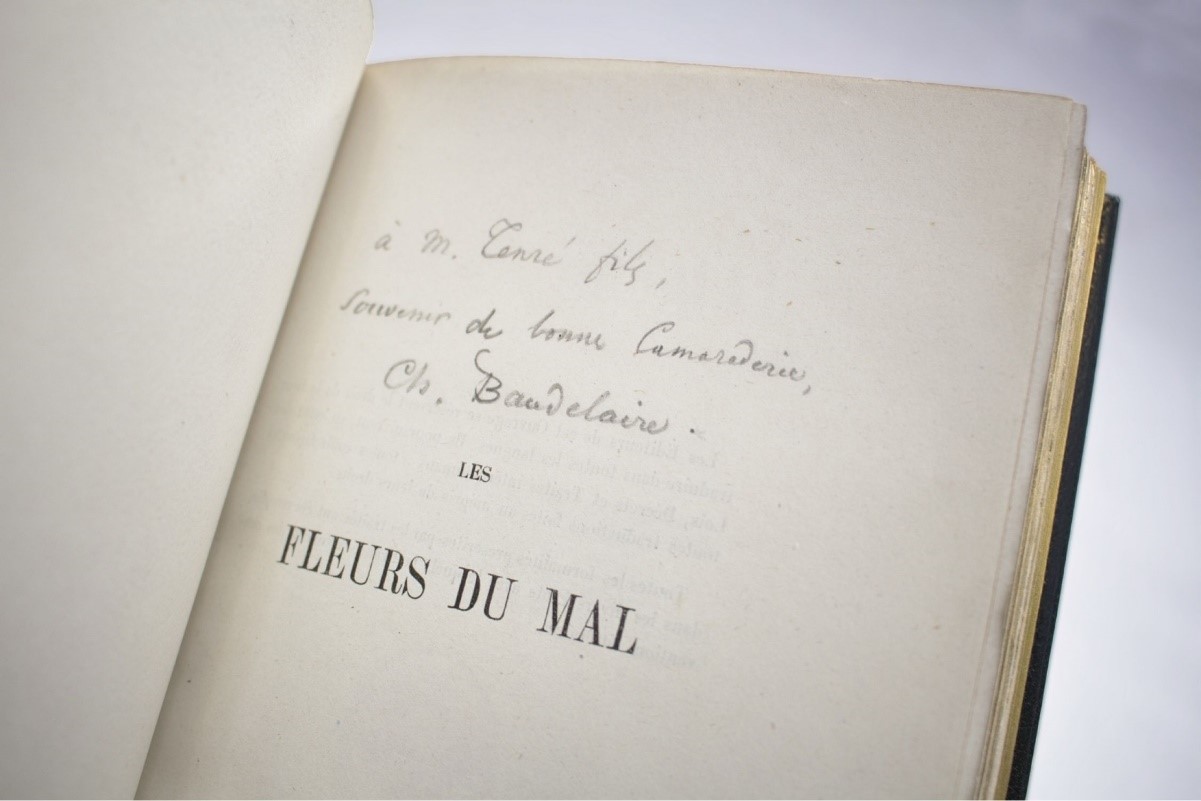 à M. Tenré fils,
Souvenir de bonne Camaraderie,
Ch. Baudelaire.
LES
FLEURS DU MAL